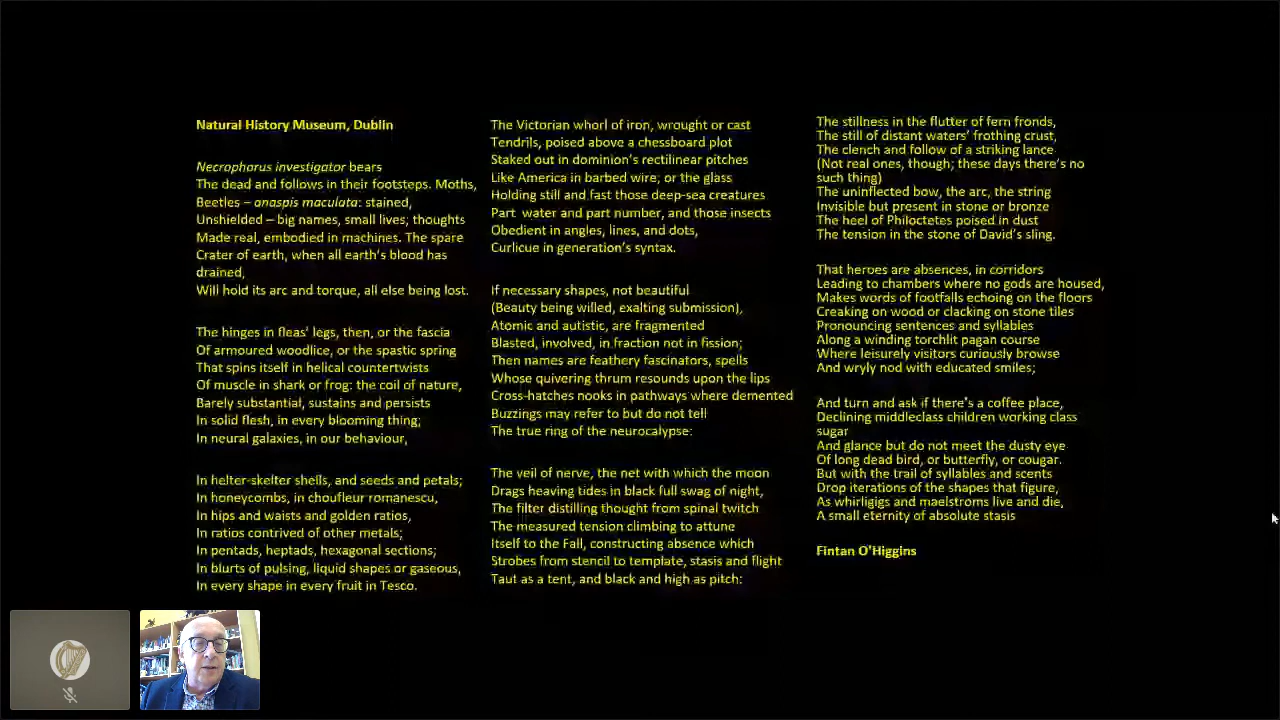 Natural History Museum, Dublin
Necrophorus investigator bears
The dead and follows in their footsteps. Moths,
Beetles – anaspis maculata: stained,
Unshielded – big names, small lives; thoughts
Made real, embodied in machines. The spare
Crater of earth, when all earth's blood has
drained,
Will hold its arc and torque, all else being lost.
The hinges in fleas' legs, then, or the fascia
Of armoured woodlice, or the spastic spring
That spins itself in helical countertwists
Of muscle in shark or frog: the coil of nature,
Barely substantial, sustains and persists
In solid flesh, in every blooming thing;
In neural galaxies, in our behaviour,
In helter-skelter shells, and seeds and petals;
In honeycombs, in choufleur romanescu,
In hips and waists and golden ratios,
In ratios contrived of other metals;
In pentads, heptads, hexagonal sections;
In blurts of pulsing, liquid shapes or gaseous,
In every shape in every fruit in Tesco.
The Victorian whorl of iron, wrought or cast
Tendrils, poised above a chessboard plot
Staked out in dominion's rectilinear pitches
Like America in barbed wire; or the glass
Holding still and fast those deep-sea creatures
Part water and part number, and those insects
Obedient in angles, lines, and dots,
Curlicue in generation's syntax.
If necessary shapes, not beautiful
(Beauty being willed, exalting submission),
Atomic and autistic, are fragmented
Blasted, involved, in fraction not in fission;
Then names are feathery fascinators, spells
Whose quivering thrum resounds upon the lips
Cross-hatches nooks in pathways where demented
Buzzings may refer to but do not tell
The true ring of the neurocalypse:
The veil of nerve, the net with which the moon
Drags heaving tides in black full swag of night,
The filter distilling thought from spinal twitch
The measured tension climbing to attune
Itself to the Fall, constructing absence which
Strobes from stencil to template, stasis and flight
Taut as a tent, and black and high as pitch:
The stillness in the flutter of fern fronds,
The still of distant waters' frothing crust,
The clench and follow of a striking lance
(Not real ones, though; these days there's no
such thing)
The uninflected bow, the arc, the string
Invisible but present in stone or bronze
The heel of Philoctetes poised in dust
The tension in the stone of David's sling.
That heroes are absences, in corridors
Leading to chambers where no gods are housed,
Makes words of footfalls echoing on the floors
Creaking on wood or clacking on stone tiles
Pronouncing sentences and syllables
Along a winding torchlit pagan course
Where leisurely visitors curiously browse
And wryly nod with educated smiles;
And turn and ask if there's a coffee place,
Declining middleclass children working class
sugar
And glance but do not meet the dusty eye
Of long dead bird, or butterfly, or cougar.
But with the trail of syllables and scents
Drop iterations of the shapes that figure,
As whirligigs and maelstroms live and die,
A small eternity of absolute stasis
Fintan O'Higgins